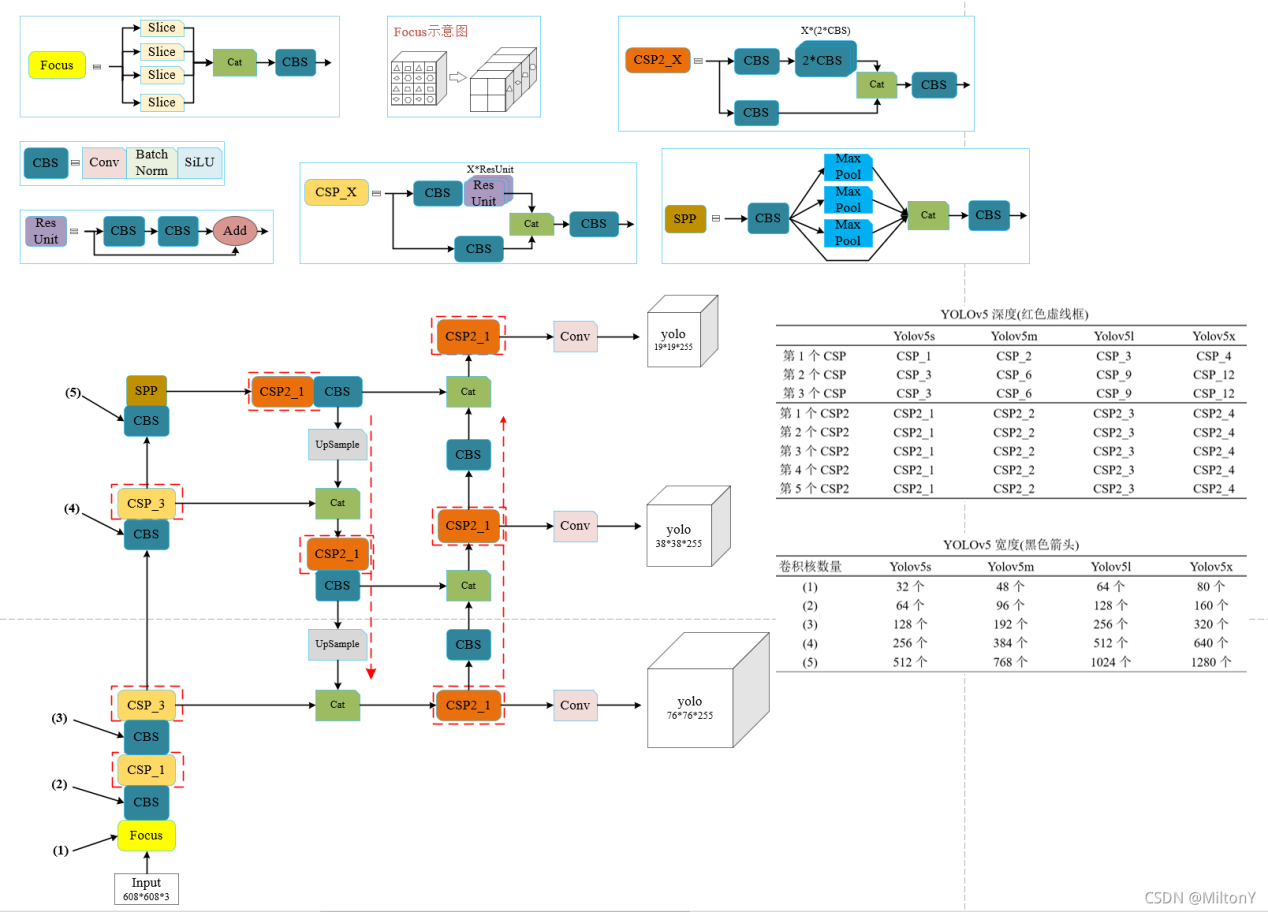 Focus
Slice
Slice
Slice
Slice
Cat
CBS
Focus示意图
X*(2*CBS)
CSP2_X
CBS
2*CBS
Cat
CBS
CBS
CBS
Conv
Batch
Norm
SiLU
X*ResUnit
CSP_X
CBS
Res
Unit
Cat
CBS
CBS
Max
Pool
Max
Pool
Max
Pool
SPP
CBS
Cat
CBS
Res
Unit
CBS
CBS
Add
CSP2_1
Conv
yolo
19*19*255
(5)
SPP
CBS
CSP2_1
CBS
Cat
UpSample
CBS
(4)
CSP_3
CBS
Cat
CSP2_1
Conv
yolo
38*38*255
CSP2_1
CBS
Cat
UpSample
CBS
(3)
CSP_3
CBS
Cat
CSP2_1
Conv
yolo
76*76*255
(2)
CSP_1
CBS
(1)
Focus
Input
608*608*3
YOLOv5 深度(红色虚线框)
Yolov5s Yolov5m Yolov5l Yolov5x
第 1 个 CSP CSP_1 CSP_2 CSP_3 CSP_4
第 2 个 CSP CSP_3 CSP_6 CSP_9 CSP_12
第 3 个 CSP CSP_3 CSP_6 CSP_9 CSP_12
第 1 个 CSP2 CSP2_1 CSP2_2 CSP2_3 CSP2_4
第 2 个 CSP2 CSP2_1 CSP2_2 CSP2_3 CSP2_4
第 3 个 CSP2 CSP2_1 CSP2_2 CSP2_3 CSP2_4
第 4 个 CSP2 CSP2_1 CSP2_2 CSP2_3 CSP2_4
第 5 个 CSP2 CSP2_1 CSP2_2 CSP2_3 CSP2_4
YOLOv5 宽度(黑色箭头)
卷积核数量 Yolov5s Yolov5m Yolov5l Yolov5x
(1) 32 个 48 个 64 个 80 个
(2) 64 个 96 个 128 个 160 个
(3) 128 个 192 个 256 个 320 个
(4) 256 个 384 个 512 个 640 个
(5) 512 个 768 个 1024 个 1280 个
CSDN @MiltonY